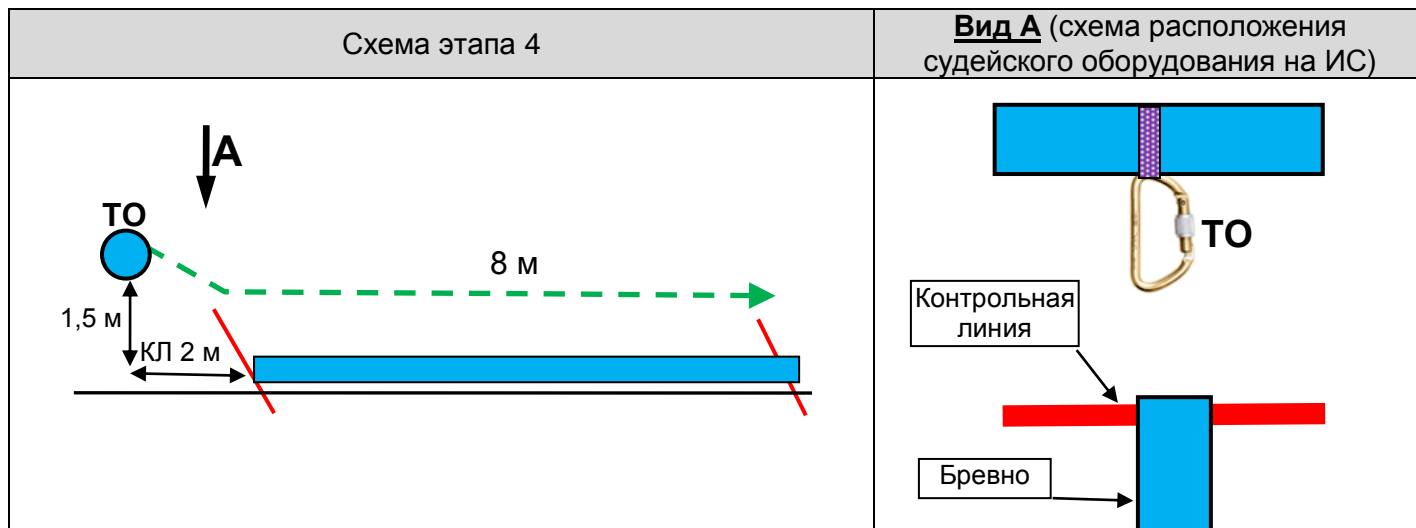 Схема этапа 4
Вид А (схема расположения
судейского оборудования на ИС)
А
ТО
8 м
1,5 м
КЛ 2 м
ТО
Контрольная
линия
Бревно